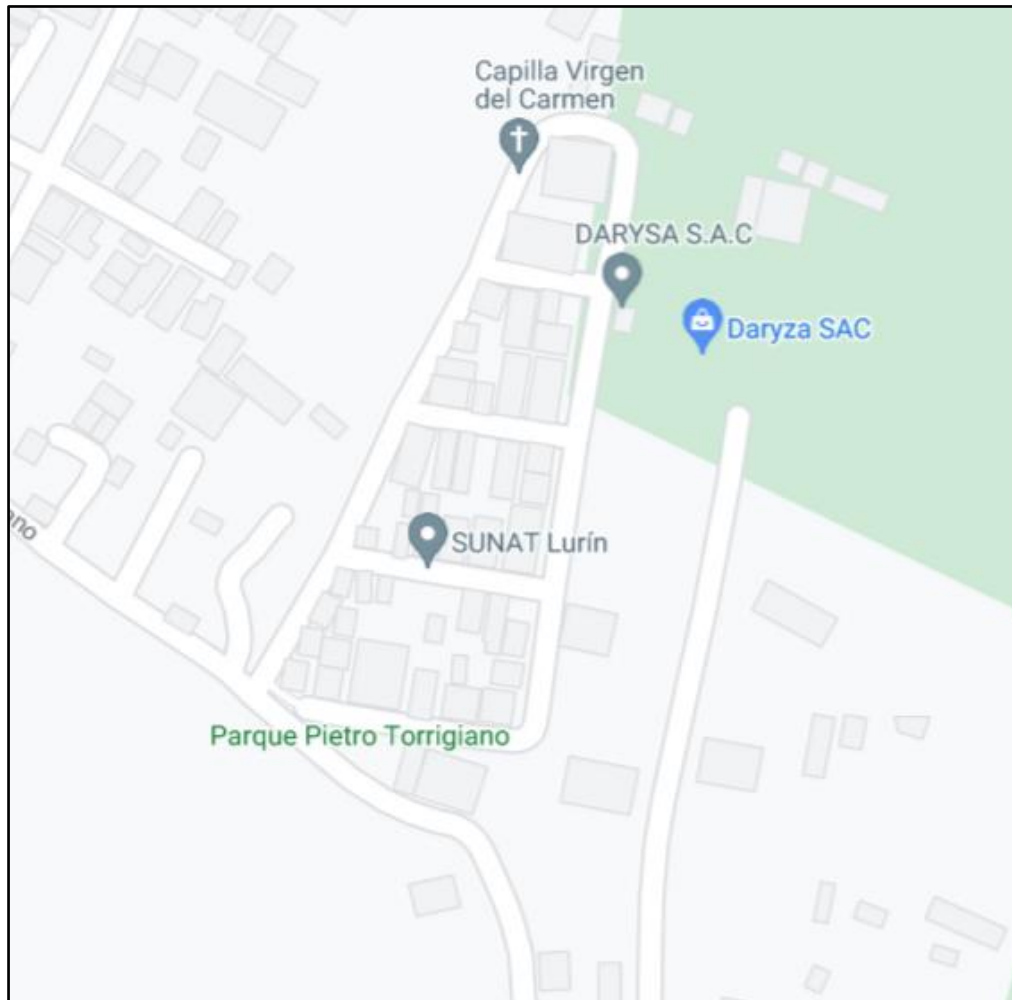 Capilla Virgen
del Carmen
DARYSA S.A.C
Daryza SAC
SUNAT Lurín
Parque Pietro Torrigiano